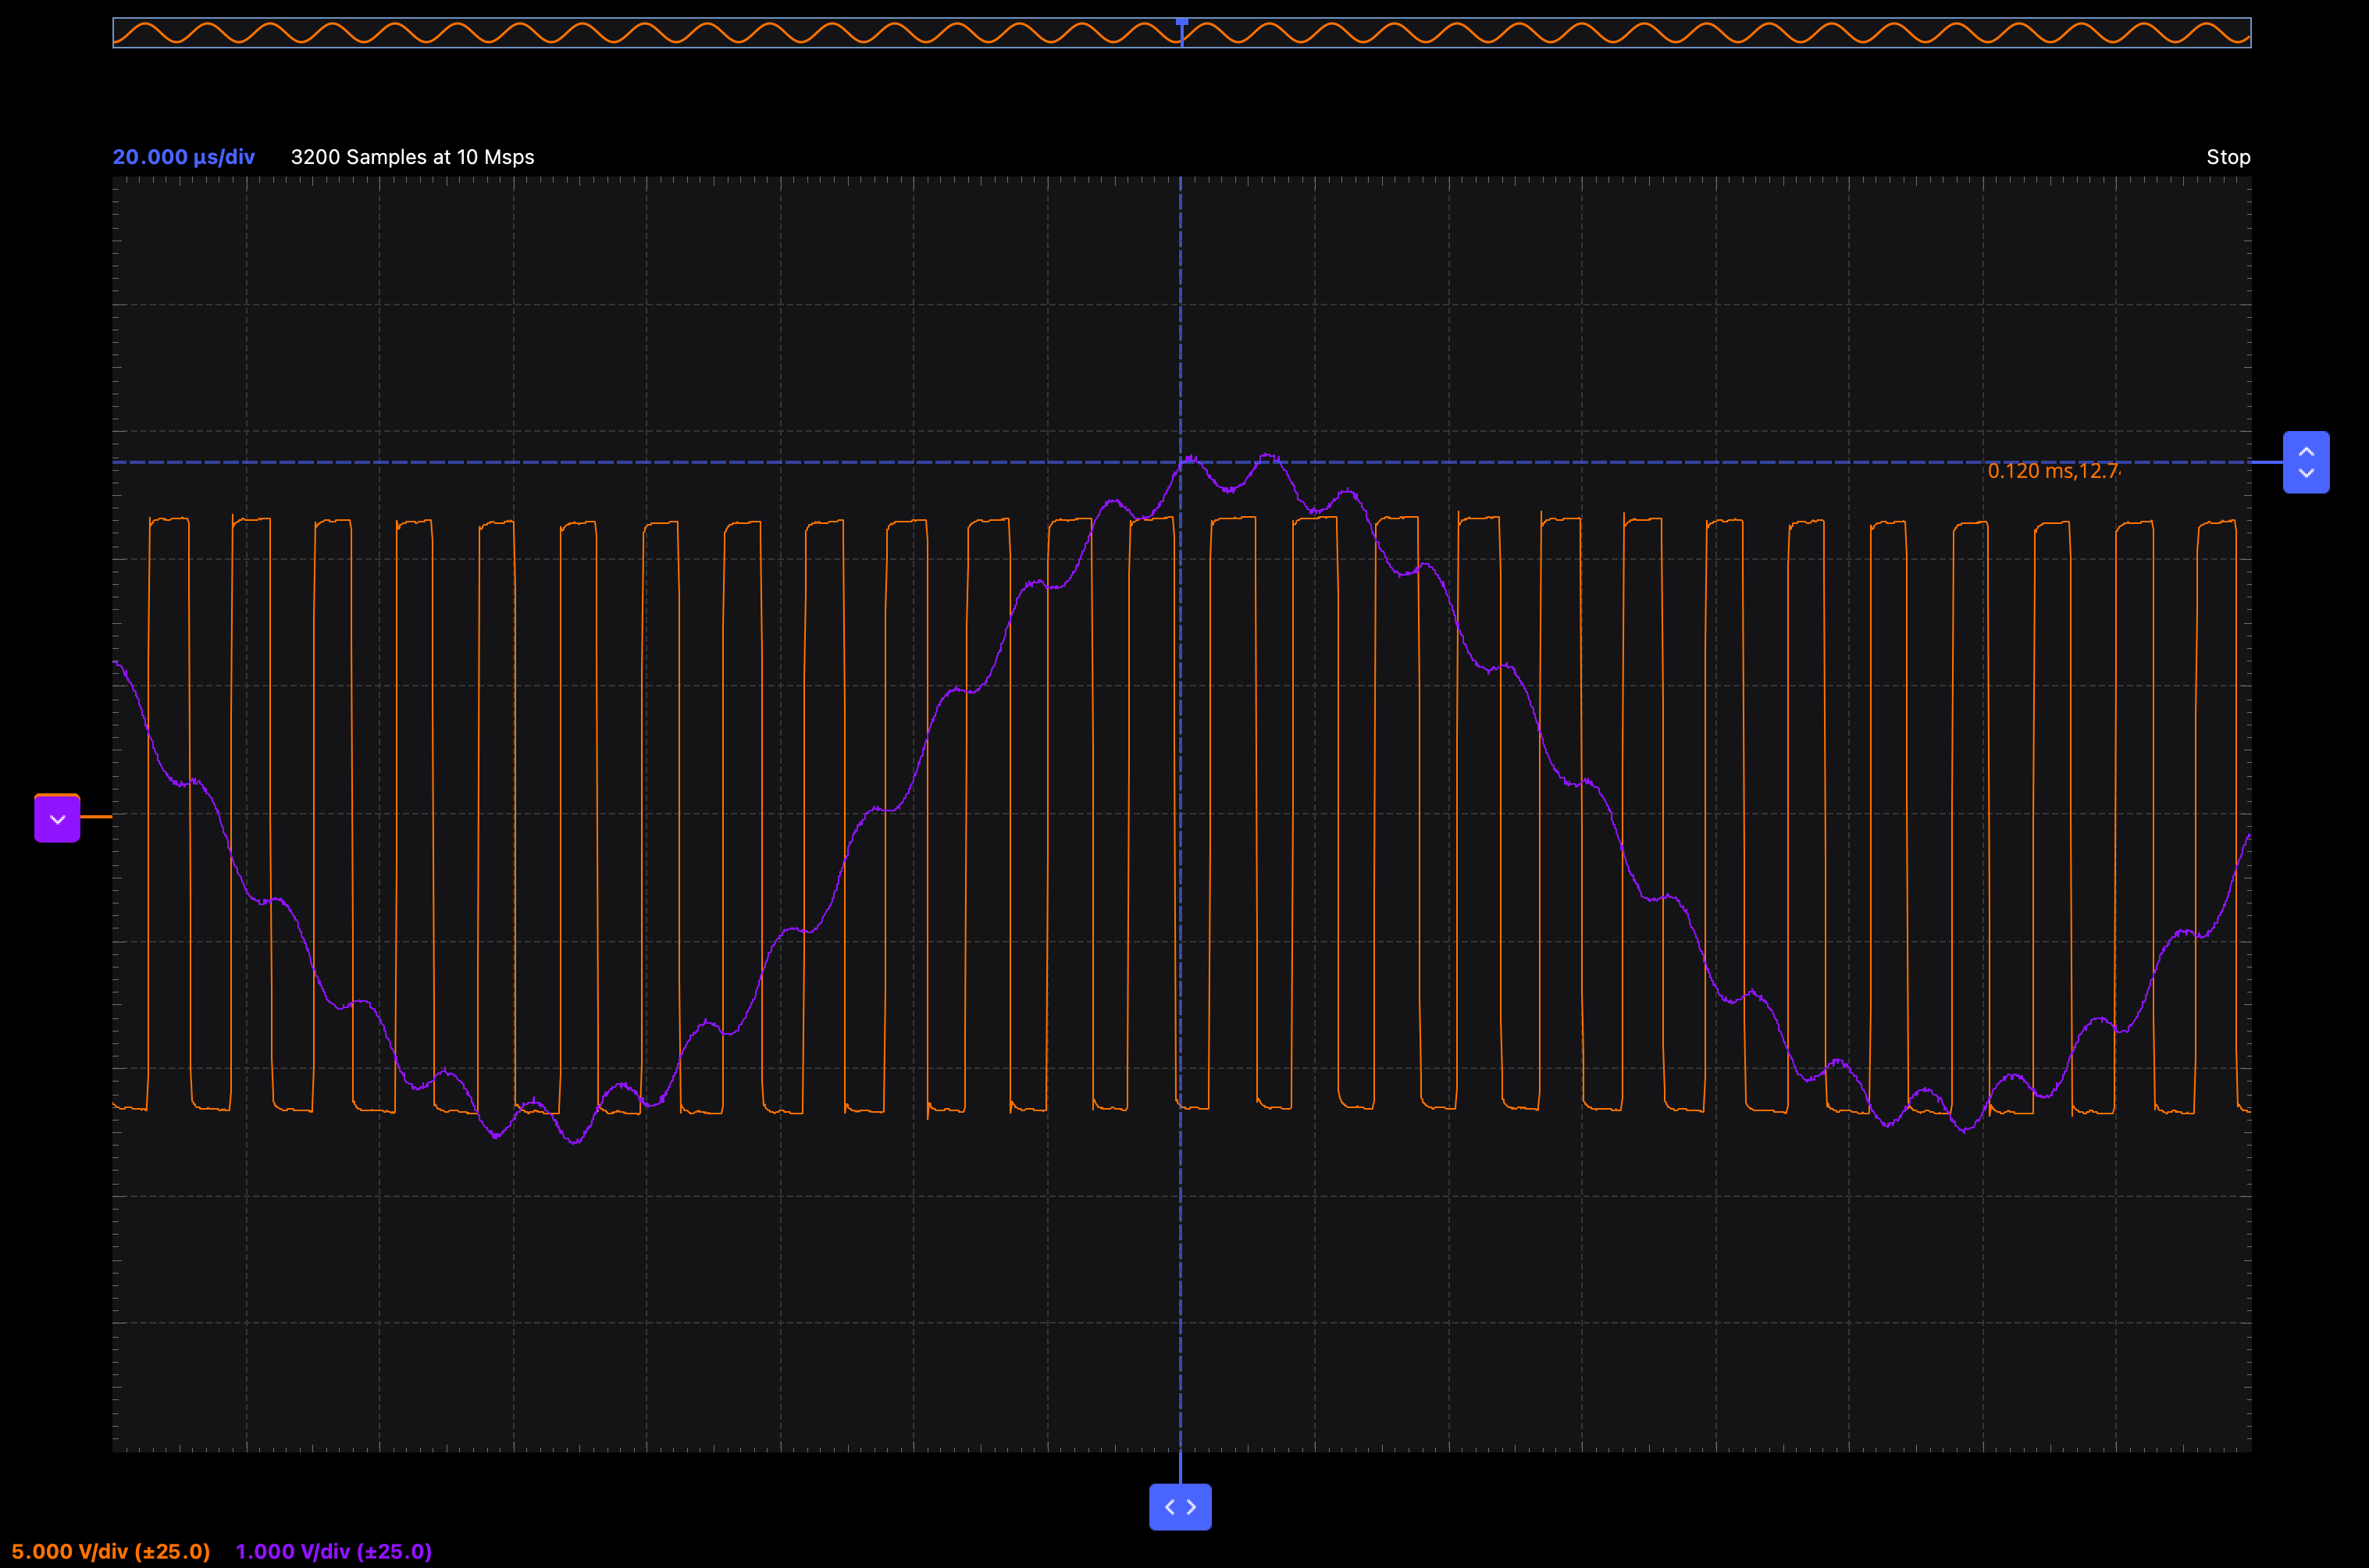 20.000 µs/div 3200 Samples at 10 Msps Stop
0.120 ms,12.7
5.000 V/div (±25.0) 1.000 V/div (±25.0)